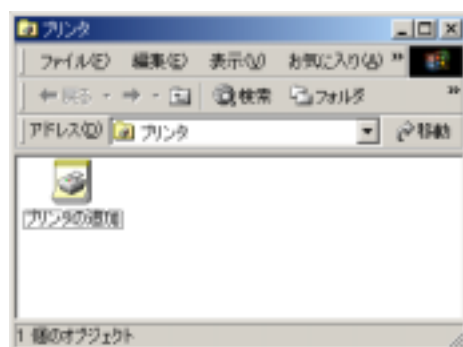 プリンタ
ファイル(F) 編集(E) 表示(V) お気に入り(A) »
戻る 検索 フォルダ »
アドレス(D) プリンタ 移動
プリンタの追加
1 個のオブジェクト